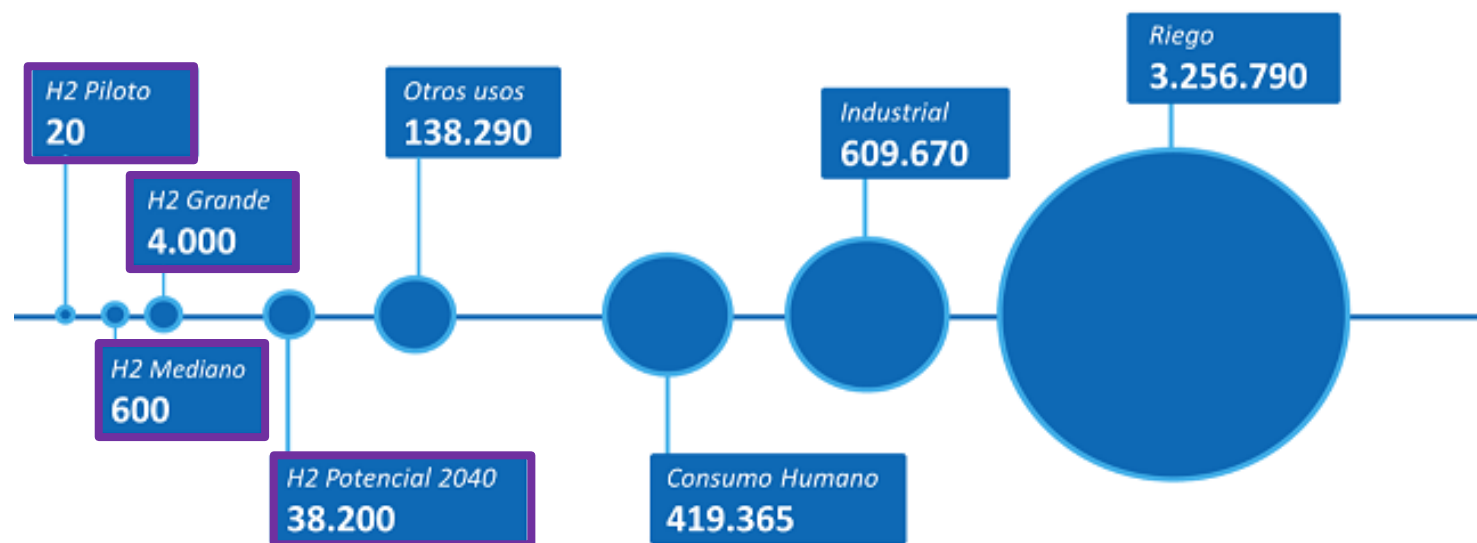 H2 Piloto
20
H2 Mediano
600
H2 Grande
4.000
H2 Potencial 2040
38.200
Otros usos
138.290
Consumo Humano
419.365
Industrial
609.670
Riego
3.256.790